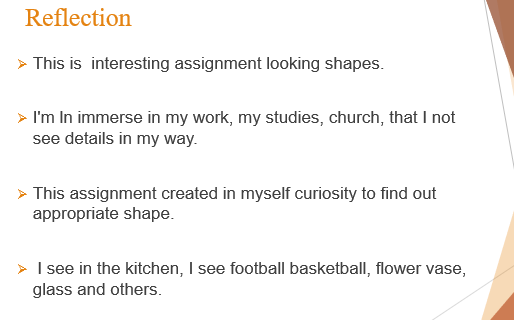 Reflection
This is  interesting assignment looking shapes.
I'm In immerse in my work, my studies, church, that I not
see details in my way.
This assignment created in myself curiosity to find out
appropriate shape.
I see in the kitchen, I see football basketball, flower vase,
glass and others.